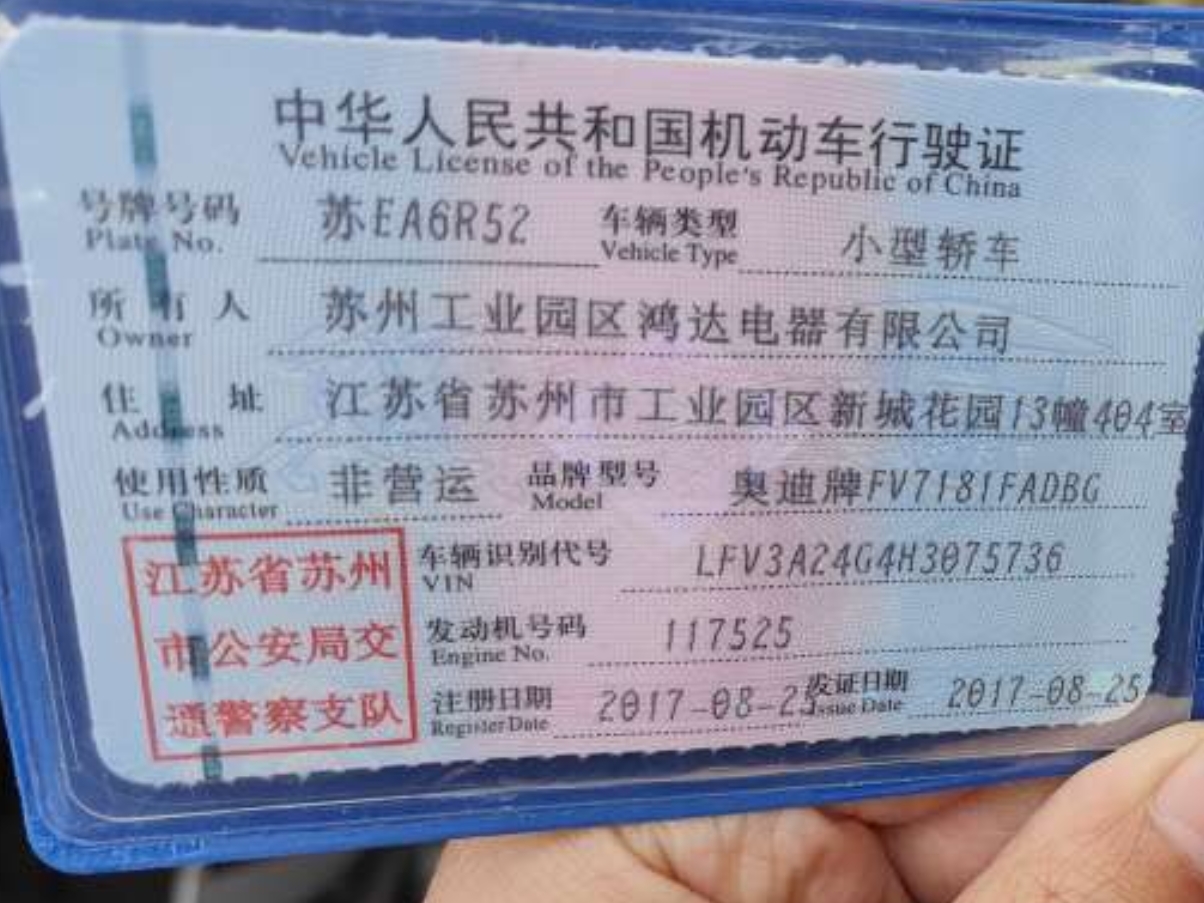 中华人民共和国机动车行驶证
Vehicle License of the People's Republic of China
号牌号码 苏EA6R52 车辆类型 小型轿车
Plate No. Vehicle Type
所有人 苏州工业园区鸿达电器有限公司
Owner
住址 江苏省苏州市工业园区新城花园13幢404室
Address
使用性质 非营运 品牌型号 奥迪牌FV7181FADBG
Use Character Model
江苏省苏州 车辆识别代号 LFV3A24G4H3075736
VIN
市公安局交 发动机号码 117525
Engine No.
通警察支队 注册日期 2017-08-25 发证日期 2017-08-25
Register Date Issue Date